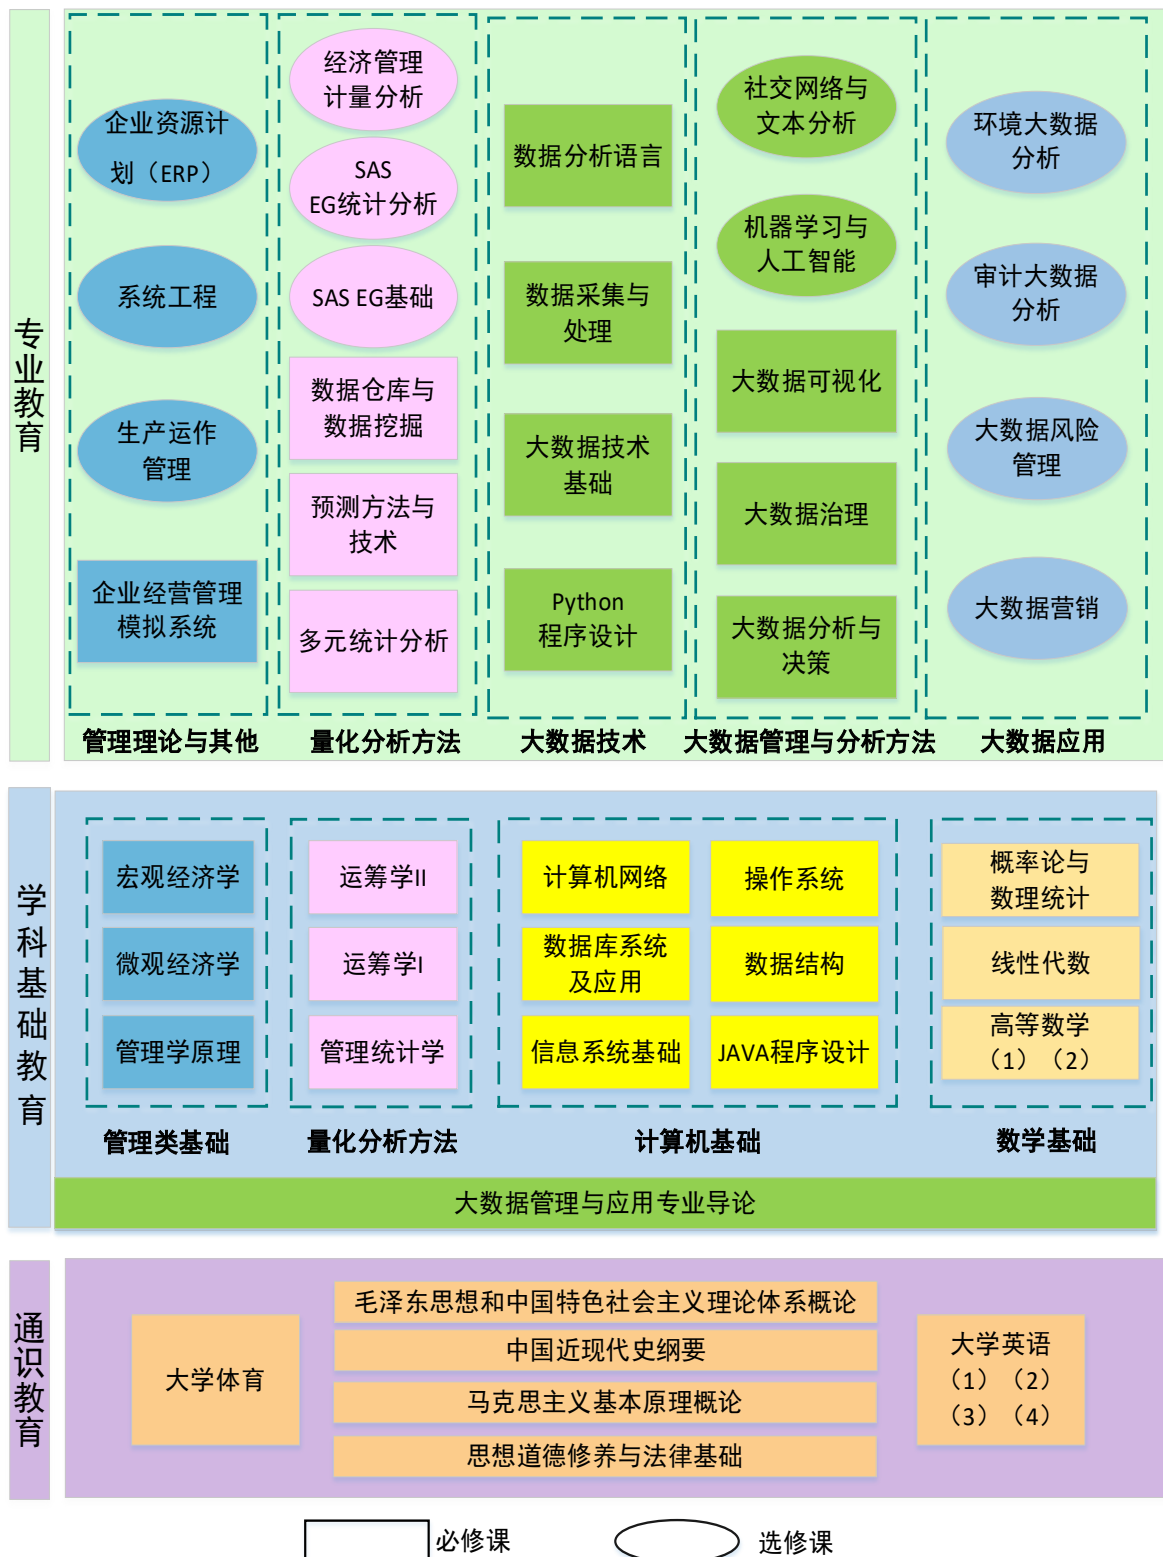 专业教育
企业资源计
划（ERP）
系统工程
生产运作
管理
企业经营管理
模拟系统
管理理论与其他
经济管理
计量分析
SAS
EG统计分析
SAS EG基础
数据仓库与
数据挖掘
预测方法与
技术
多元统计分析
量化分析方法
数据分析语言
数据采集与
处理
大数据技术
基础
Python
程序设计
大数据技术
社交网络与
文本分析
机器学习与
人工智能
大数据可视化
大数据治理
大数据分析与
决策
大数据管理与分析方法
环境大数据
分析
审计大数据
分析
大数据风险
管理
大数据营销
大数据应用
学科基础教育
宏观经济学
微观经济学
管理学原理
管理类基础
运筹学II
运筹学I
管理统计学
量化分析方法
计算机网络
操作系统
数据库系统
及应用
数据结构
信息系统基础
JAVA程序设计
计算机基础
概率论与
数理统计
线性代数
高等数学
（1）（2）
数学基础
大数据管理与应用专业导论
通识教育
大学体育
毛泽东思想和中国特色社会主义理论体系概论
中国近现代史纲要
马克思主义基本原理概论
思想道德修养与法律基础
大学英语
（1）（2）
（3）（4）
必修课
选修课